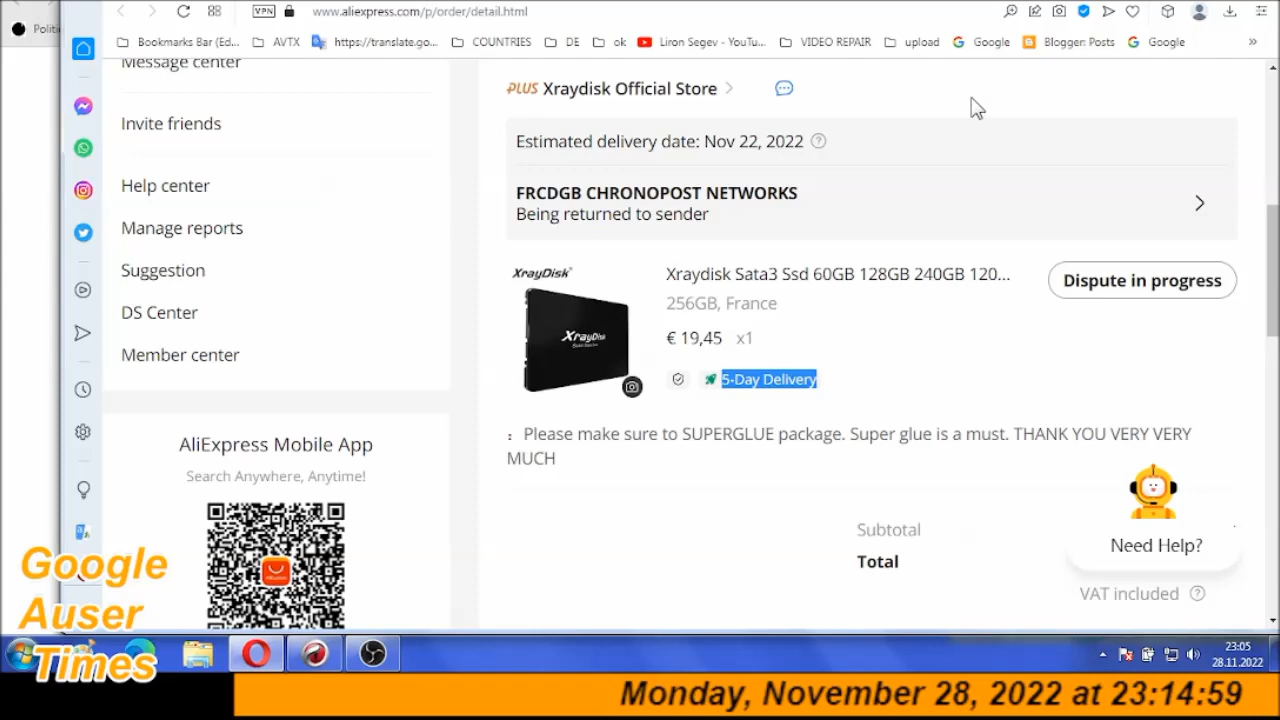 Politi
VPN
www.aliexpress.com/p/order/detail.html
Bookmarks Bar (Ed...
AVTX
https://translate.go...
COUNTRIES
DE
ok
Liron Segev - YouTu...
VIDEO REPAIR
upload
Google
Blogger: Posts
Google
»
Message center
Invite friends
Help center
Manage reports
Suggestion
DS Center
Member center
AliExpress Mobile App
Search Anywhere, Anytime!
PLUS Xraydisk Official Store
Estimated delivery date: Nov 22, 2022
FRCDGB CHRONOPOST NETWORKS
Being returned to sender
XrayDisk
XrayDisk
Xraydisk Sata3 Ssd 60GB 128GB 240GB 120...
256GB, France
€ 19,45 x1
5-Day Delivery
Dispute in progress
: Please make sure to SUPERGLUE package. Super glue is a must. THANK YOU VERY VERY
MUCH
Subtotal
Total
Need Help?
VAT included
Google
Auser
Times
23:05
28.11.2022
Monday, November 28, 2022 at 23:14:59